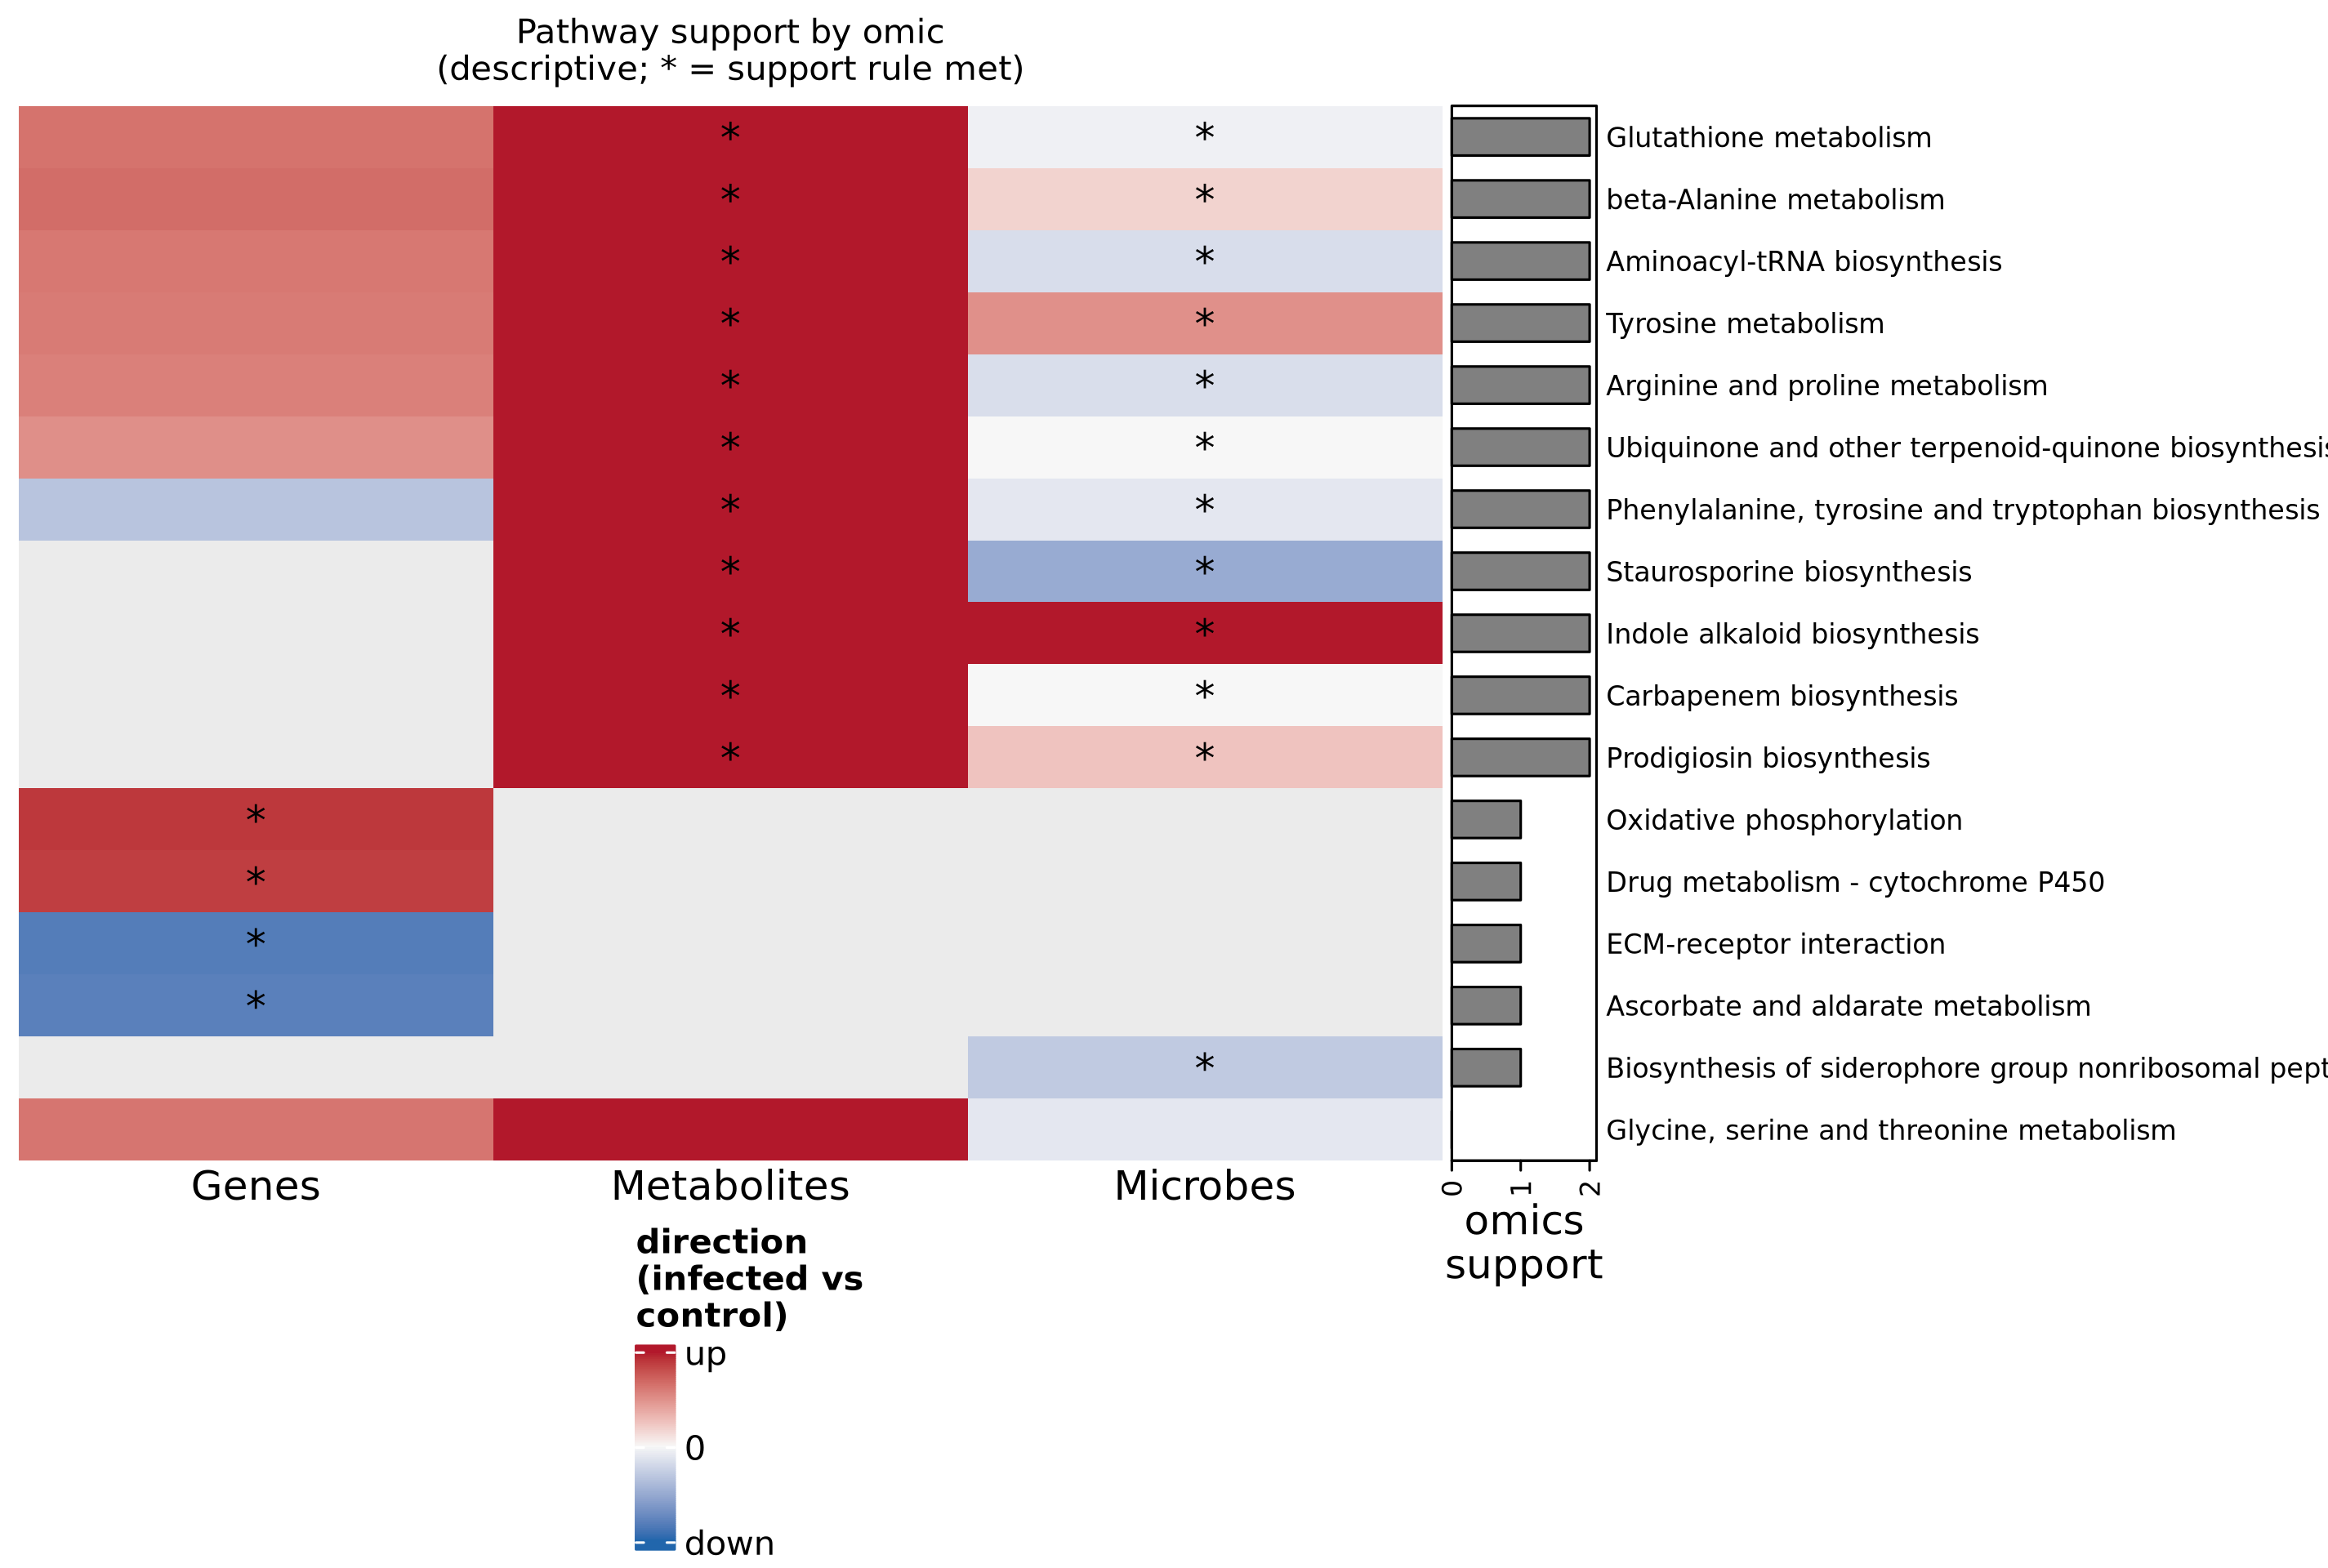 Pathway support by omic
(descriptive; * = support rule met)
* * Glutathione metabolism
* * beta-Alanine metabolism
* * Aminoacyl-tRNA biosynthesis
* * Tyrosine metabolism
* * Arginine and proline metabolism
* * Ubiquinone and other terpenoid-quinone biosynthesis
* * Phenylalanine, tyrosine and tryptophan biosynthesis
* * Staurosporine biosynthesis
* * Indole alkaloid biosynthesis
* * Carbapenem biosynthesis
* * Prodigiosin biosynthesis
* Oxidative phosphorylation
* Drug metabolism - cytochrome P450
* ECM-receptor interaction
* Ascorbate and aldarate metabolism
* Biosynthesis of siderophore group nonribosomal pept
Glycine, serine and threonine metabolism
Genes Metabolites Microbes
0 1 2
omics
support
direction
(infected vs
control)
up
0
down